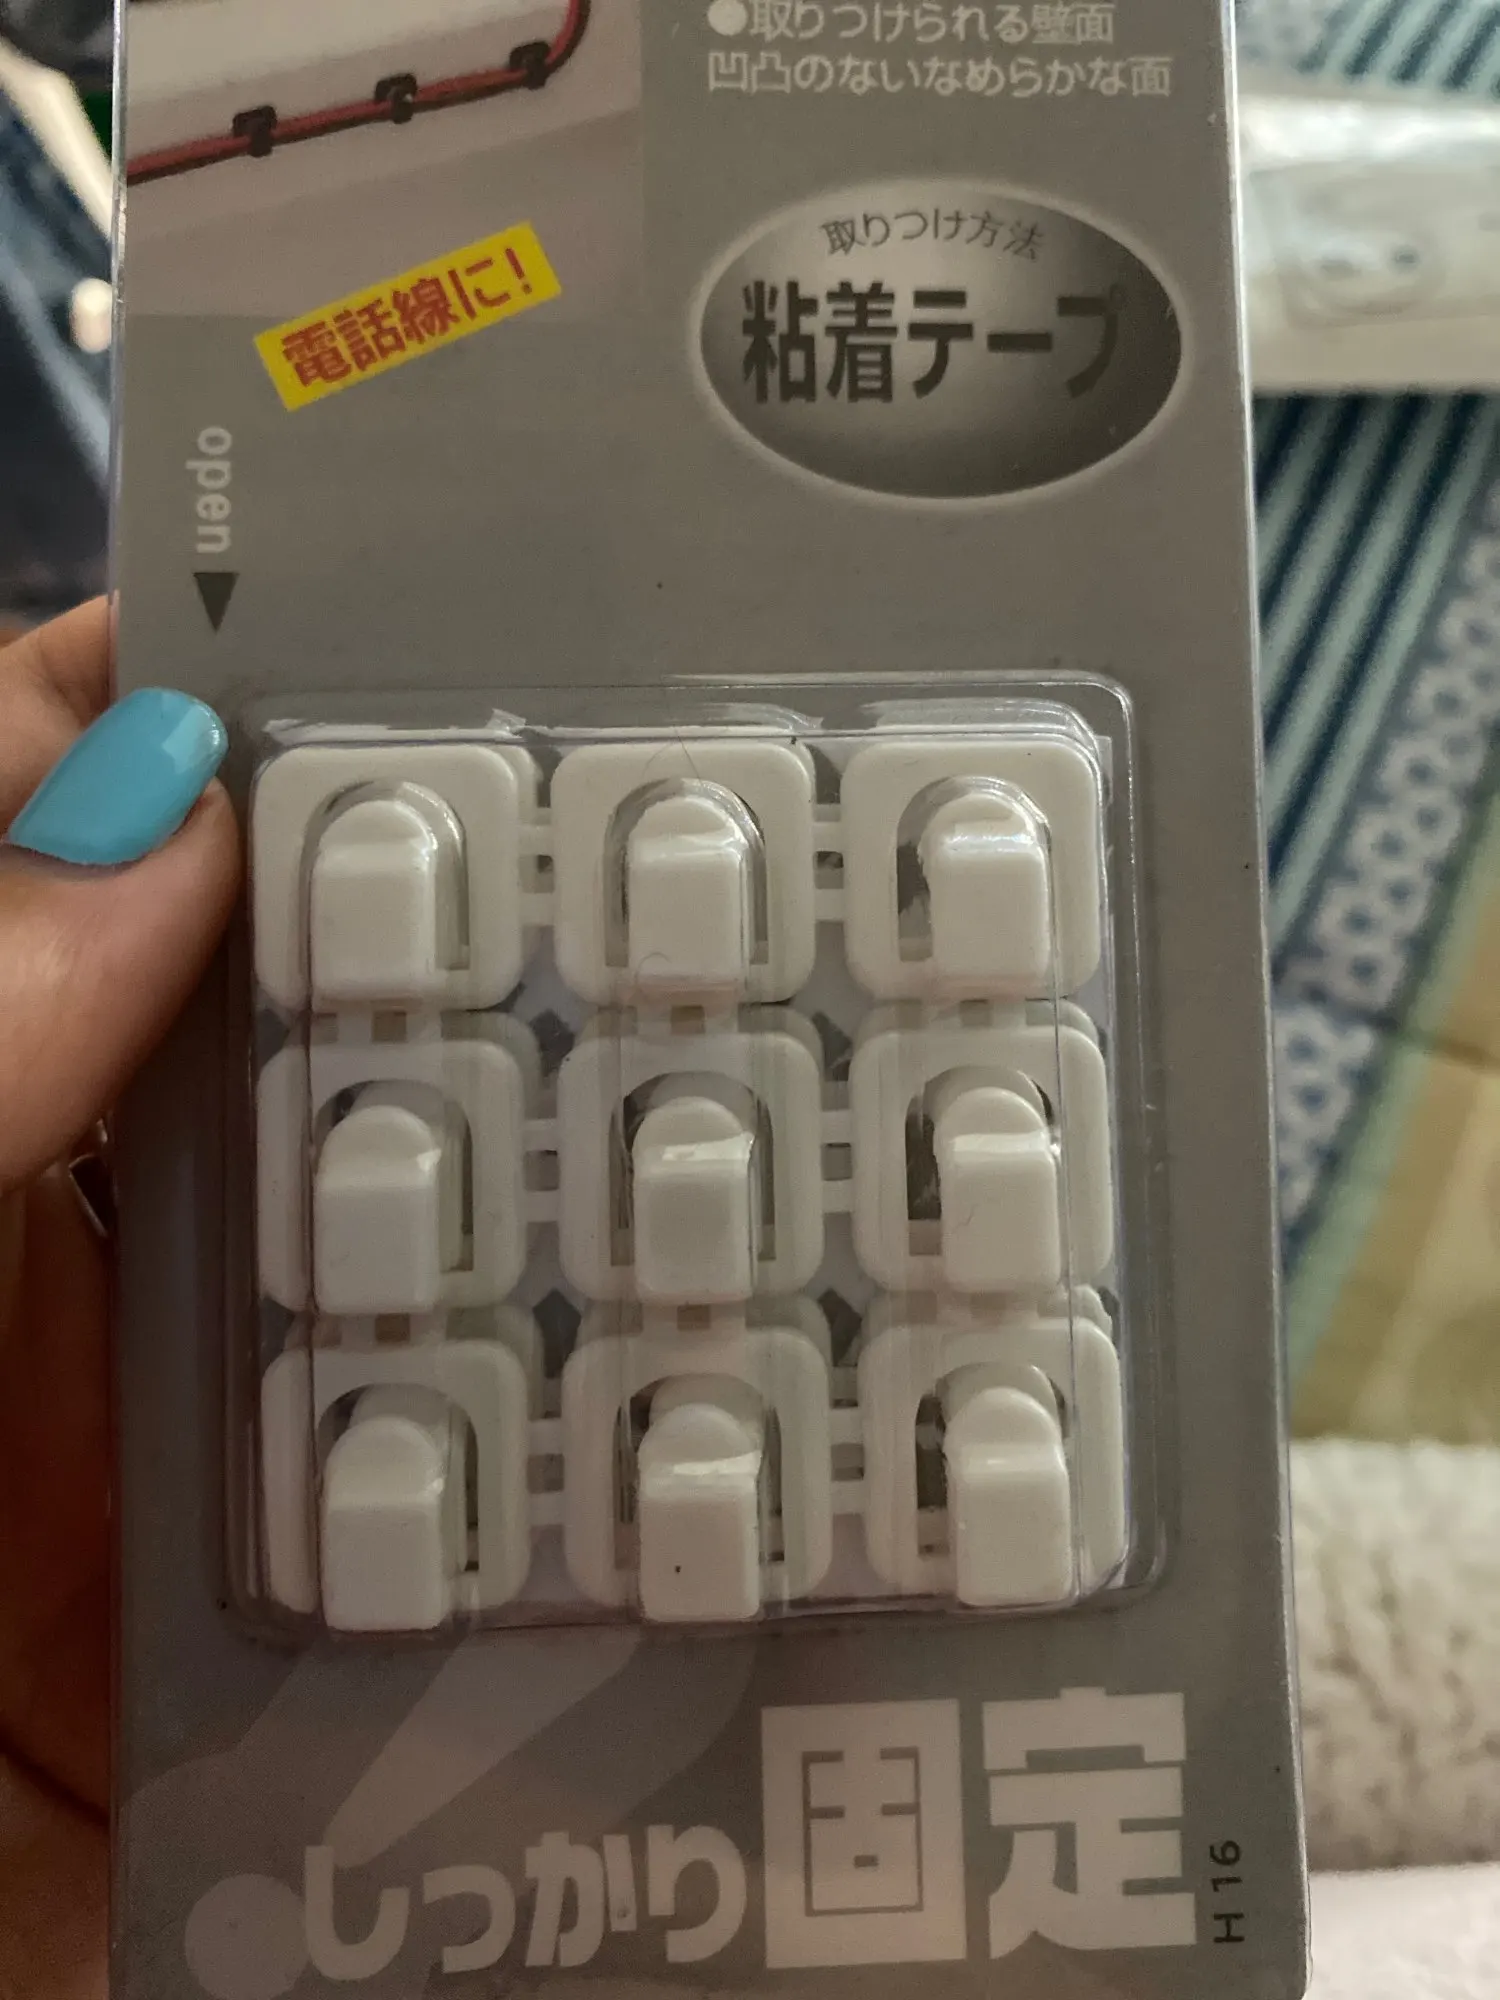 ●取りつけられる壁面
凹凸のないなめらかな面
取りつけ方法
粘着テープ
電話線に!
open
しっかり固定
H16